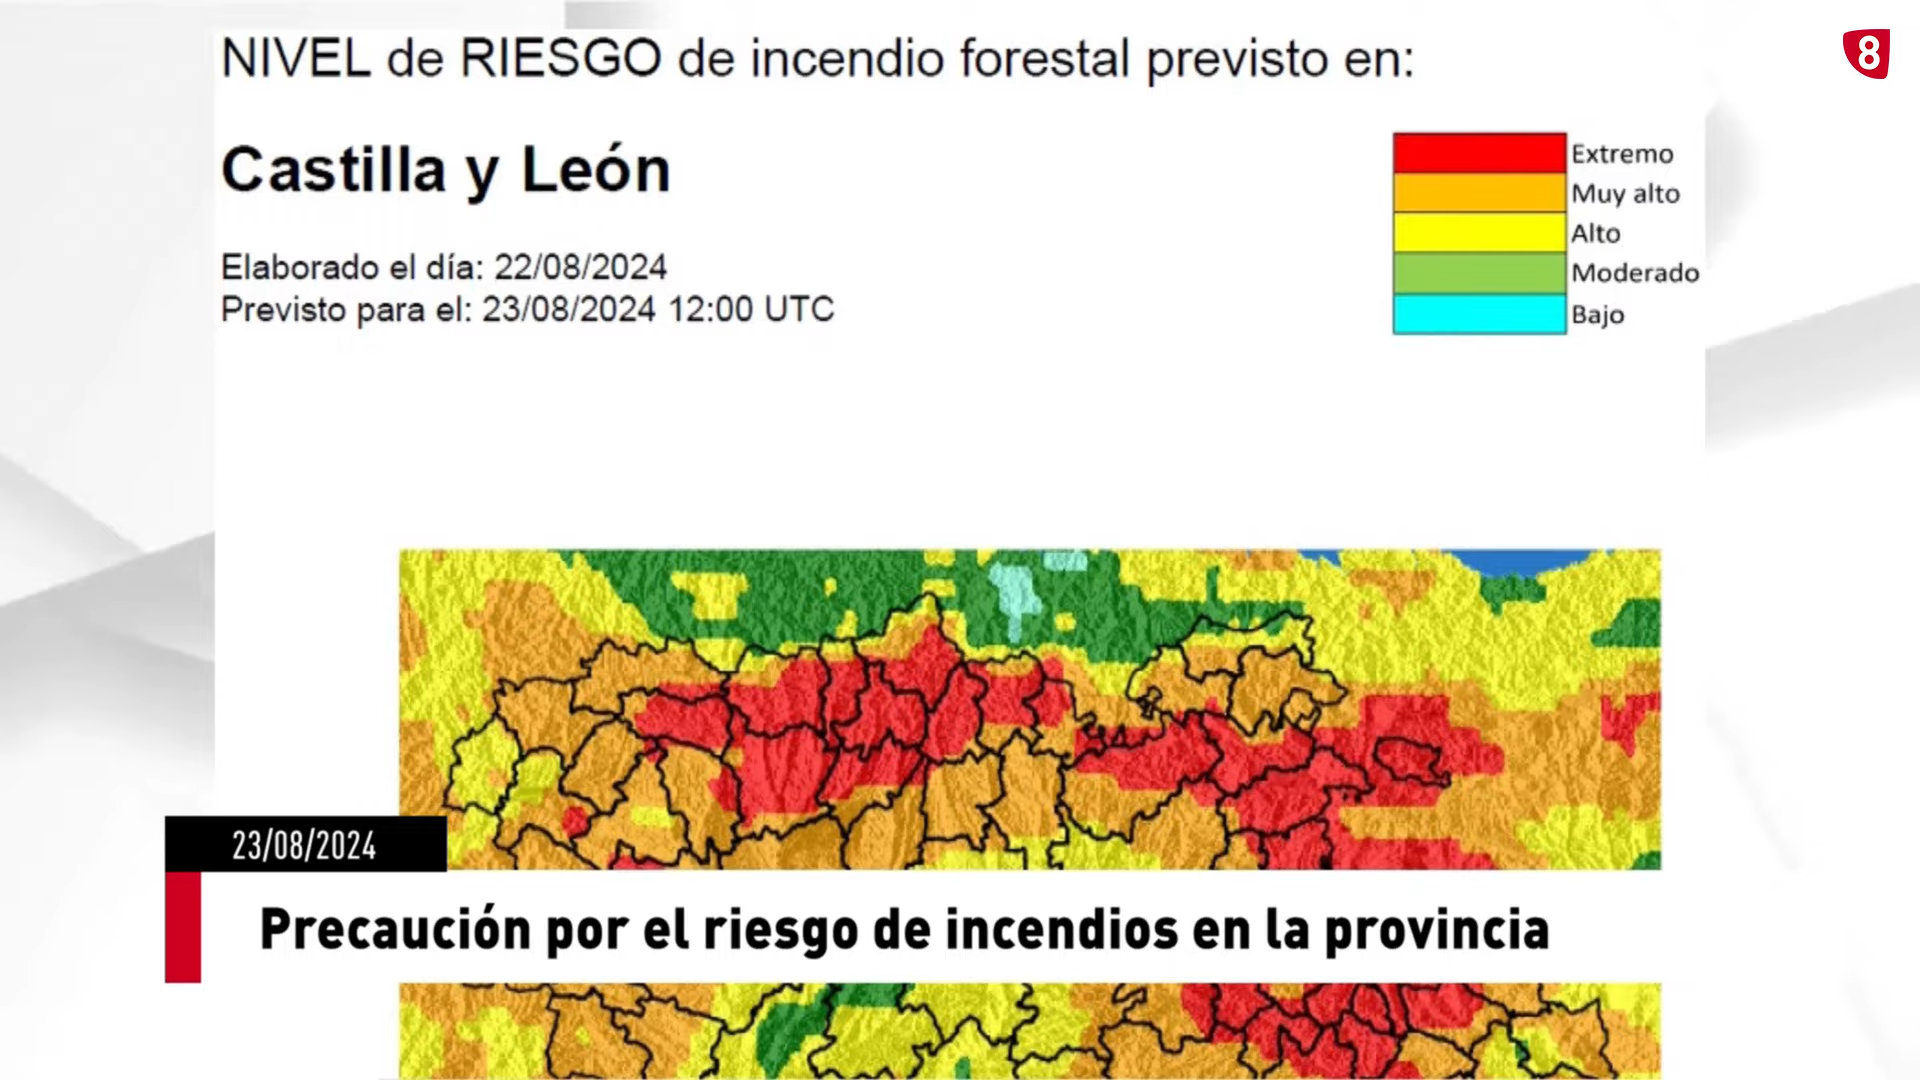 NIVEL de RIESGO de incendio forestal previsto en:
8
Castilla y León
Elaborado el día: 22/08/2024
Previsto para el: 23/08/2024 12:00 UTC
Extremo
Muy alto
Alto
Moderado
Bajo
23/08/2024
Precaución por el riesgo de incendios en la provincia